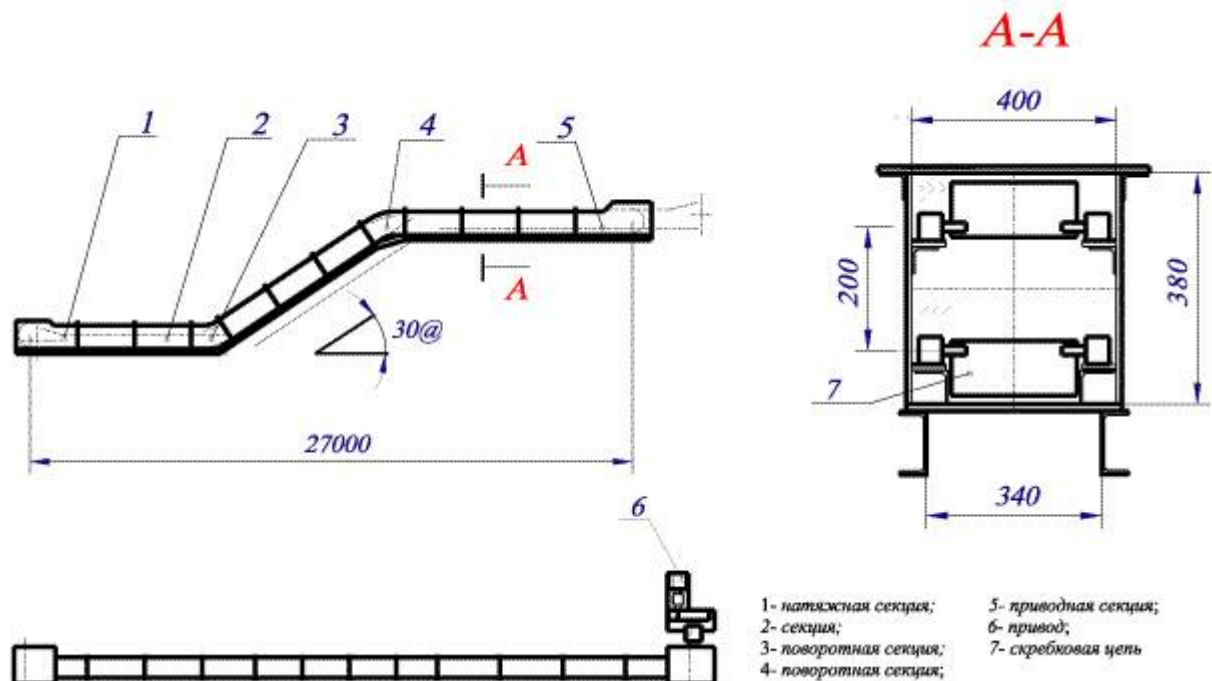 A-A
400
1
2
3
4
5
A
A
30@
200
380
7
27000
340
6
1- натяжная секция;
2- секция;
3- поворотная секция;
4- поворотная секция;
5- приводная секция;
6- привод;
7- скребковая цепь